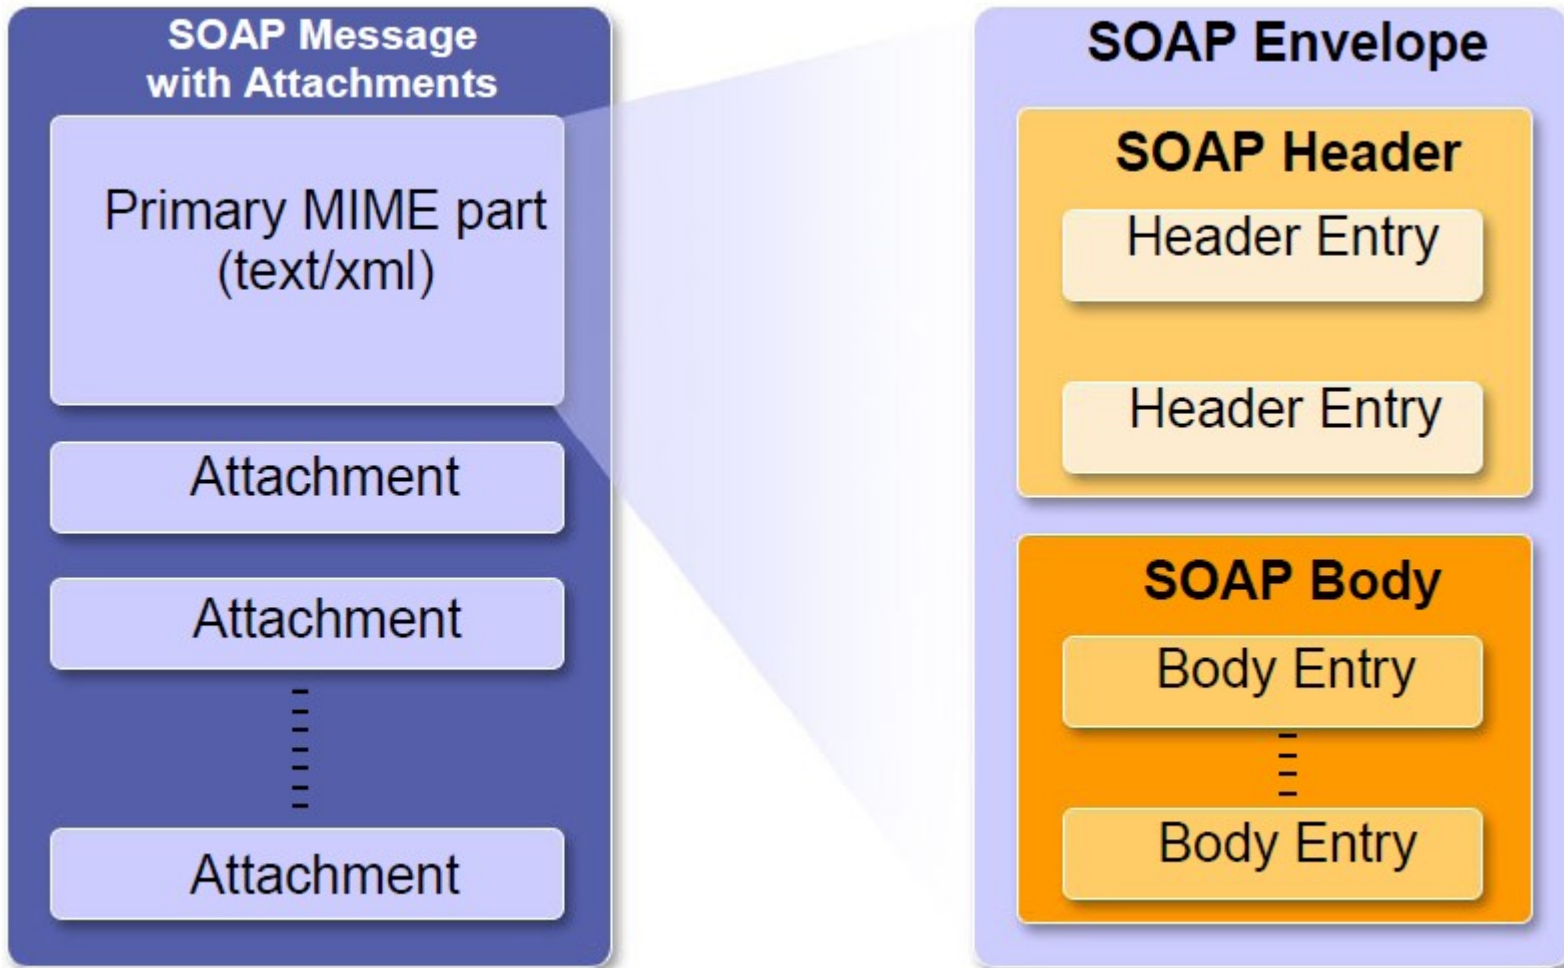 SOAP Message
with Attachments
Primary MIME part
(text/xml)
Attachment
Attachment
Attachment
SOAP Envelope
SOAP Header
Header Entry
Header Entry
SOAP Body
Body Entry
Body Entry